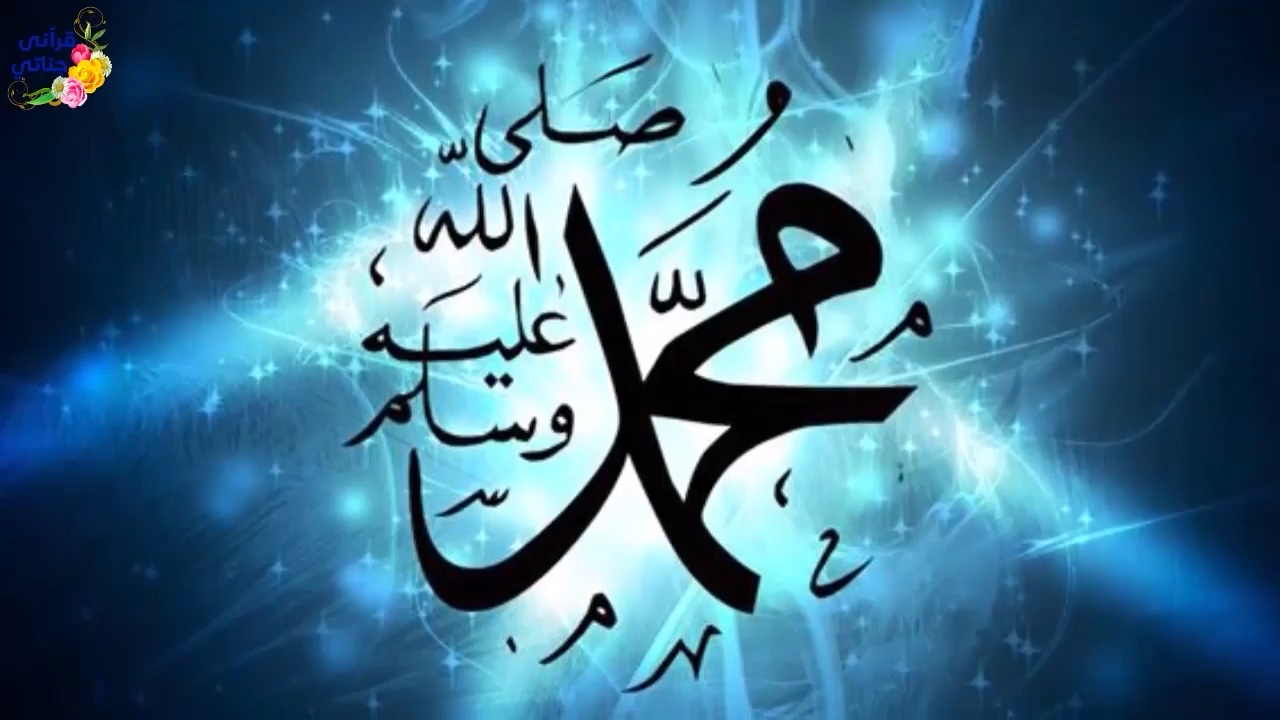 قرآني
جناتي
محمد
صلى
الله
عليه
وسلم